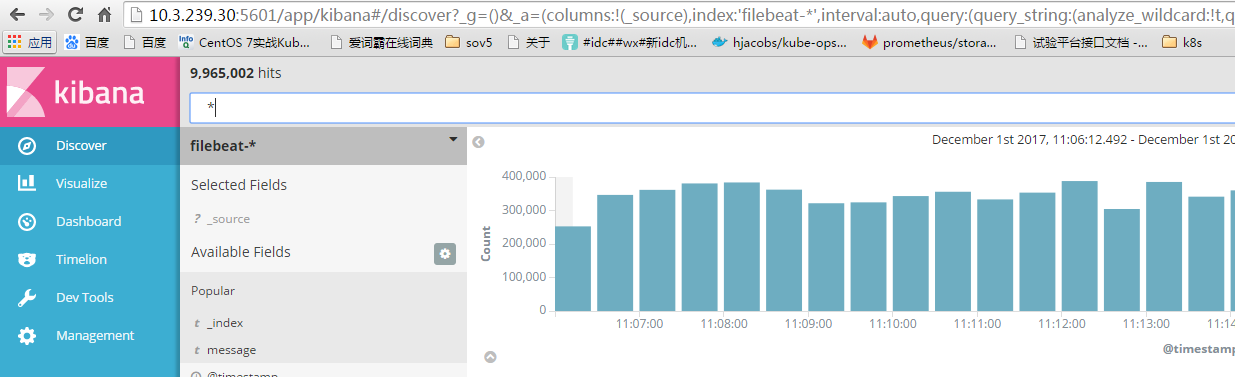 10.3.239.30:5601/app/kibana#/discover?_g=()&_a=(columns:!(_source),index:'filebeat-*',interval:auto,query:(query_string:(analyze_wildcard:!t,q
应用 百度 百度 CentOS 7实战Kub... 爱词霸在线词典 sov5 关于 #idc##wx#新idc机... hjacobs/kube-ops... prometheus/stora... 试验平台接口文档 -... k8s
kibana
Discover
Visualize
Dashboard
Timelion
Dev Tools
Management
9,965,002 hits
*
filebeat-*
Selected Fields
? _source
Available Fields
Popular
t _index
t message
@timestamp
December 1st 2017, 11:06:12.492 - December 1st 20
Count
400,000
300,000
200,000
100,000
0
11:07:00 11:08:00 11:09:00 11:10:00 11:11:00 11:12:00 11:13:00 11:14
@timestamp